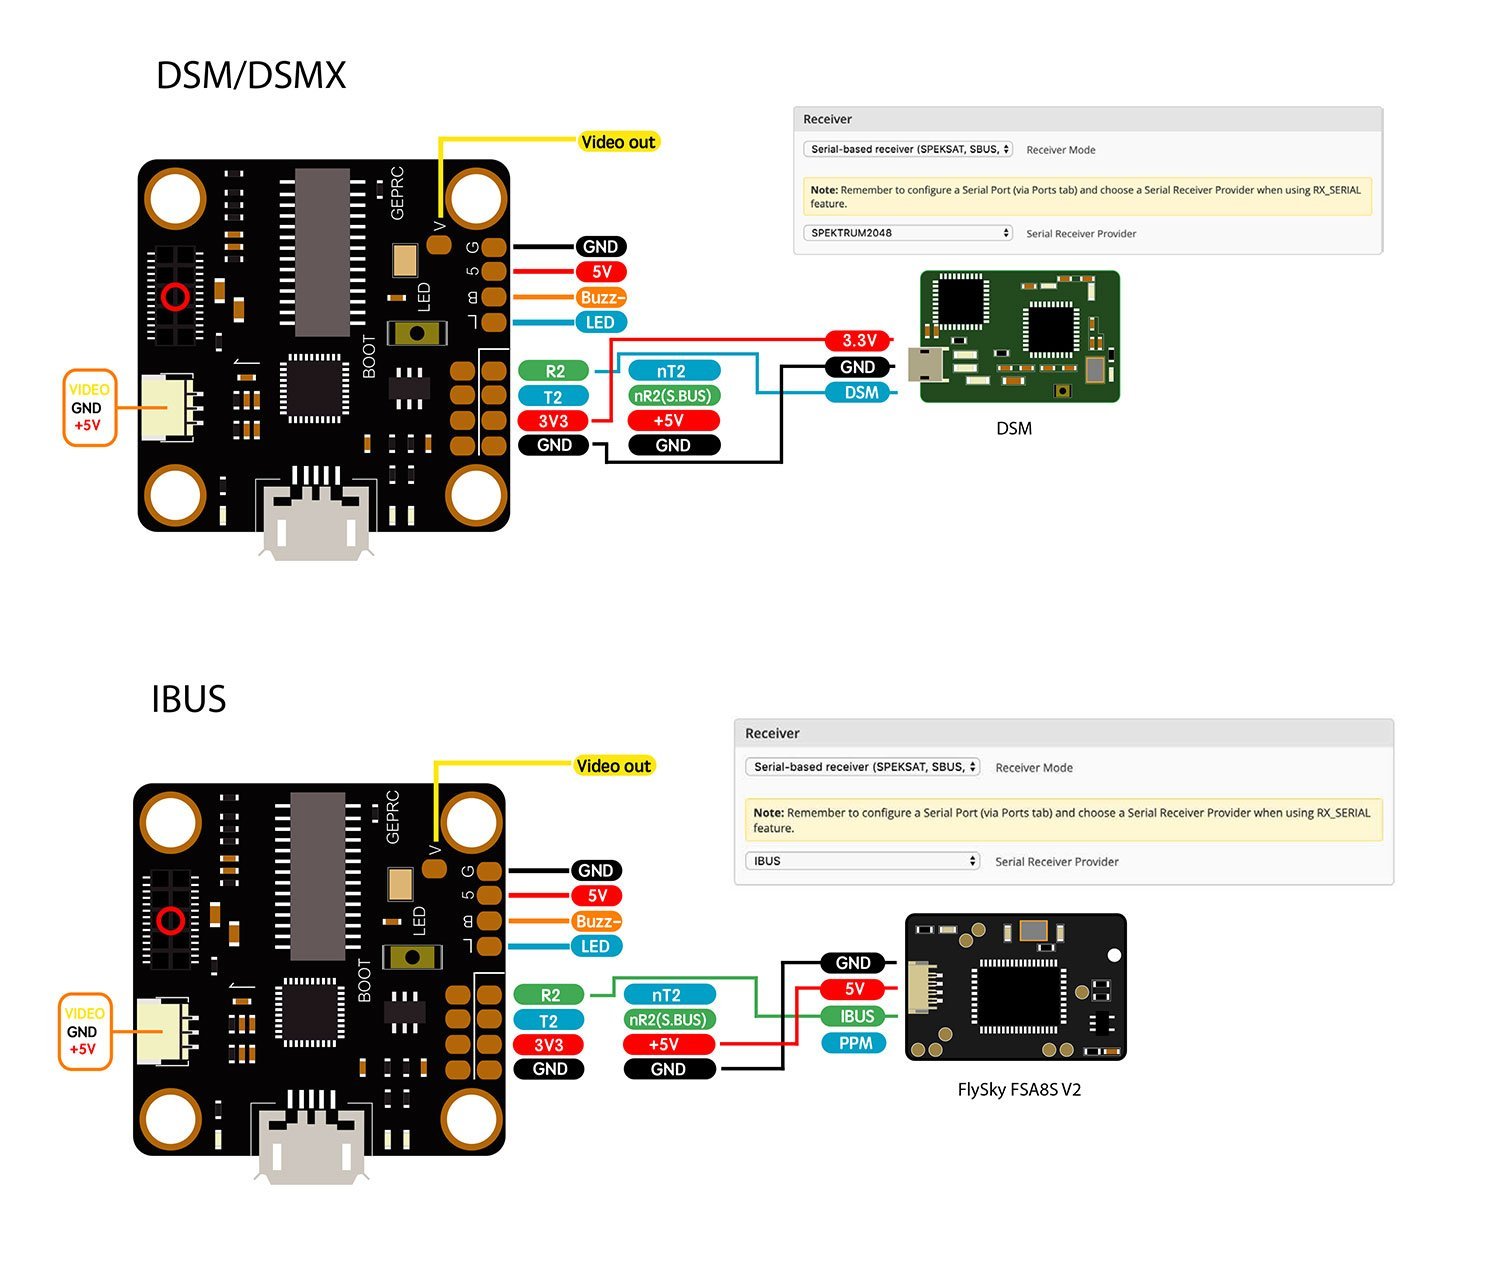 DSM/DSMX
Video out
GEPRC
V
G
5
B
L
LED
BOOT
1
GND
5V
Buzz-
LED
VIDEO
GND
+5V
R2
T2
3V3
GND
nT2
nR2(S.BUS)
+5V
GND
3.3V
GND
DSM
DSM
Receiver
Serial-based receiver (SPEKSAT, SBUS, Receiver Mode
Note: Remember to configure a Serial Port (via Ports tab) and choose a Serial Receiver Provider when using RX_SERIAL
feature.
SPEKTRUM2048 Serial Receiver Provider
IBUS
Video out
GEPRC
V
G
5
B
L
LED
BOOT
1
GND
5V
Buzz-
LED
VIDEO
GND
+5V
R2
T2
3V3
GND
nT2
nR2(S.BUS)
+5V
GND
GND
5V
IBUS
PPM
FlySky FSA8S V2
Receiver
Serial-based receiver (SPEKSAT, SBUS, Receiver Mode
Note: Remember to configure a Serial Port (via Ports tab) and choose a Serial Receiver Provider when using RX_SERIAL
feature.
IBUS Serial Receiver Provider